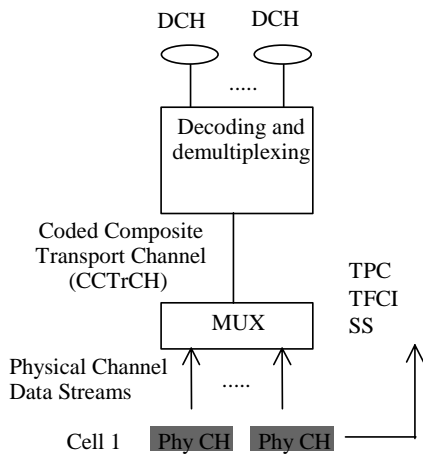 DCH DCH
.....
Decoding and
demultiplexing
Coded Composite
Transport Channel
(CCTrCH)
TPC
TFCI
SS
MUX
Physical Channel
Data Streams
.....
Cell 1 Phy CH Phy CH